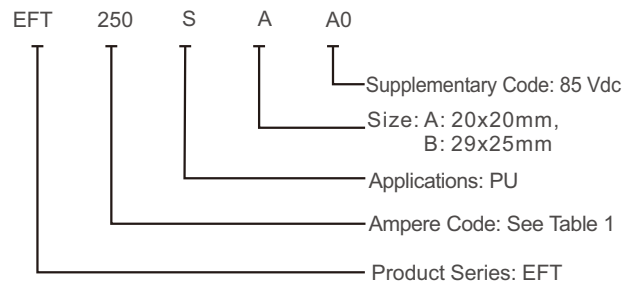 EFT 250 S A A0
Supplementary Code: 85 Vdc
Size: A: 20x20mm,
B: 29x25mm
Applications: PU
Ampere Code: See Table 1
Product Series: EFT